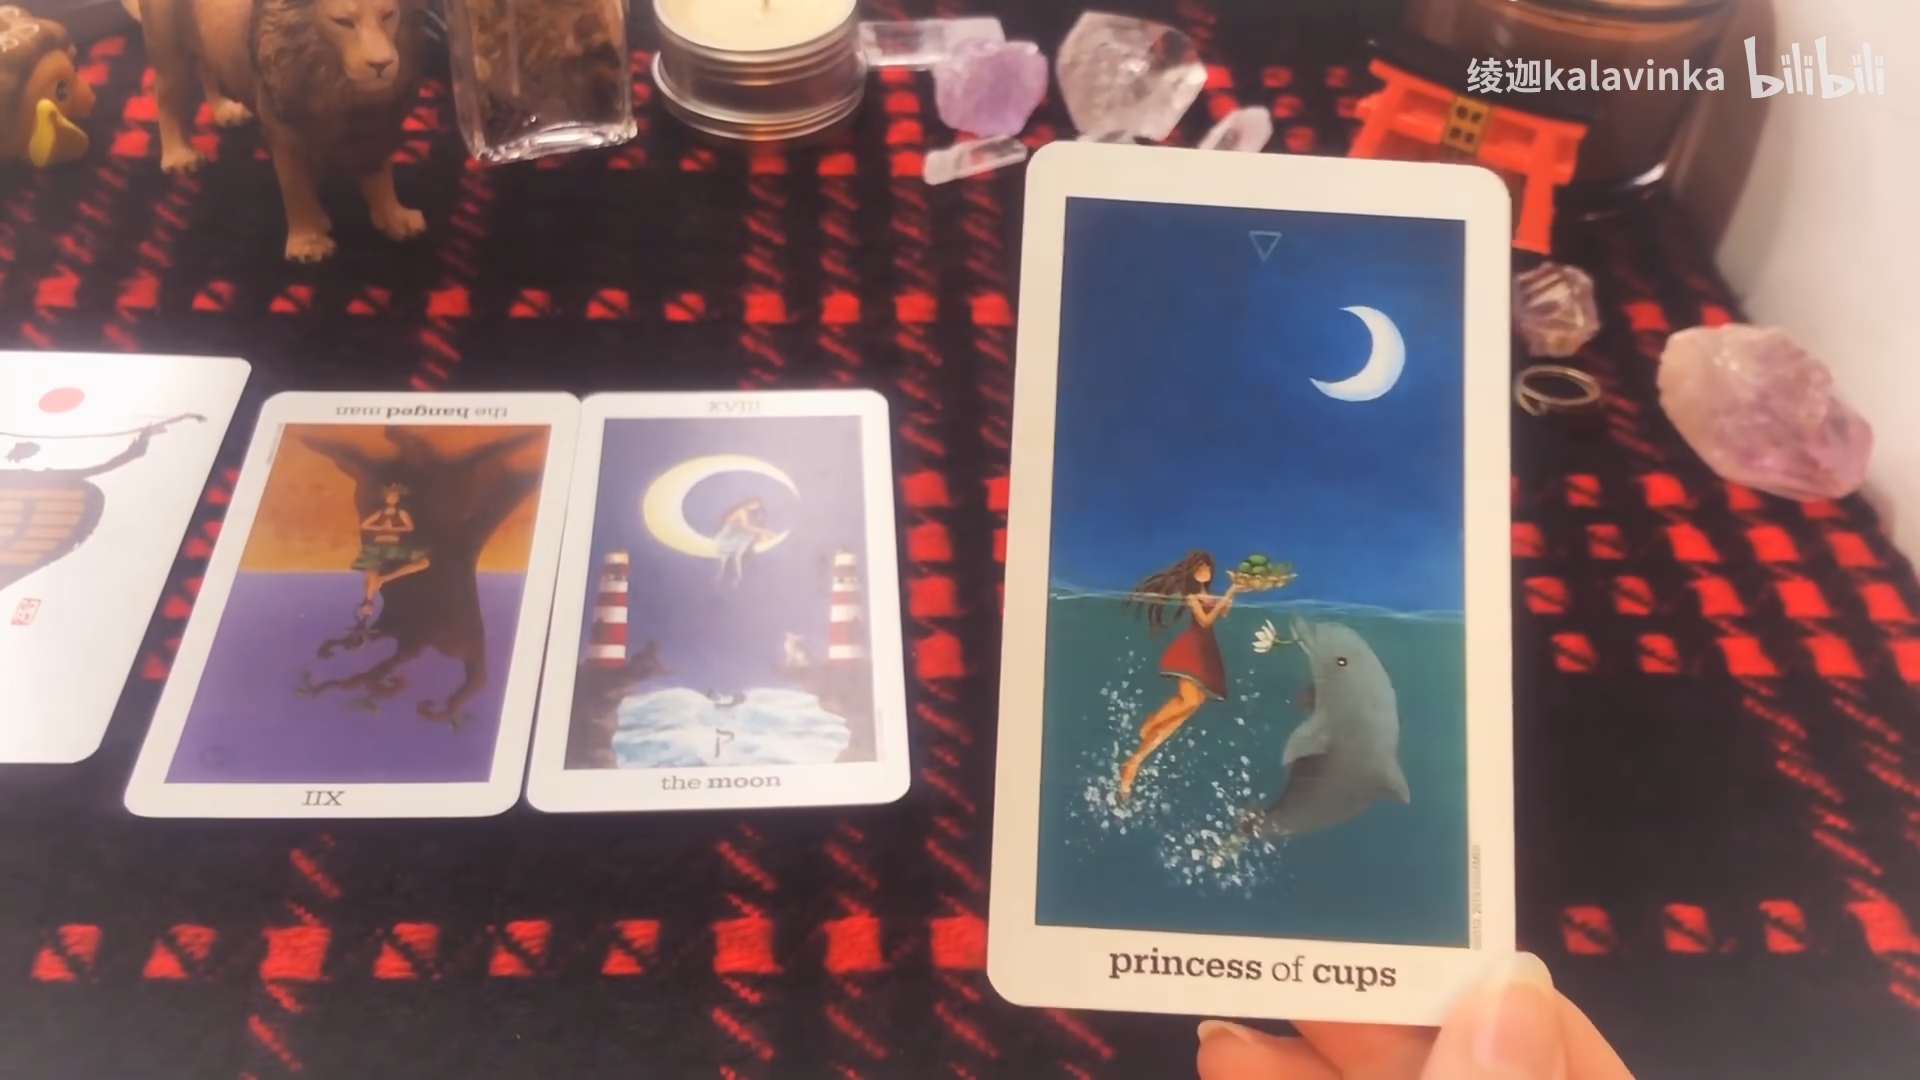 绫迦kalavinka bilibili
the hanged man
XII
XVIII
the moon
princess of cups